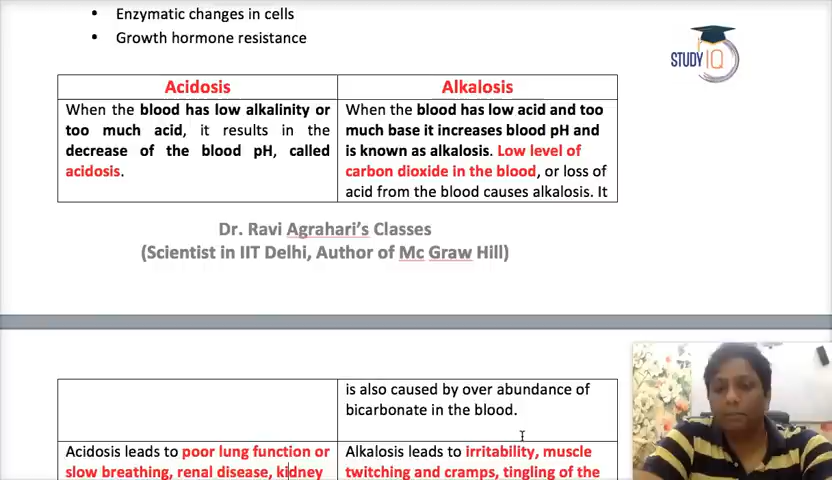 • Enzymatic changes in cells
• Growth hormone resistance
STUDY IQ
Acidosis
When the blood has low alkalinity or
too much acid, it results in the
decrease of the blood pH, called
acidosis.
Alkalosis
When the blood has low acid and too
much base it increases blood pH and
is known as alkalosis. Low level of
carbon dioxide in the blood, or loss of
acid from the blood causes alkalosis. It
Dr. Ravi Agrahari's Classes
(Scientist in IIT Delhi, Author of Mc Graw Hill)
is also caused by over abundance of
bicarbonate in the blood.
Acidosis leads to poor lung function or
slow breathing, renal disease, kidney
Alkalosis leads to irritability, muscle
twitching and cramps, tingling of the